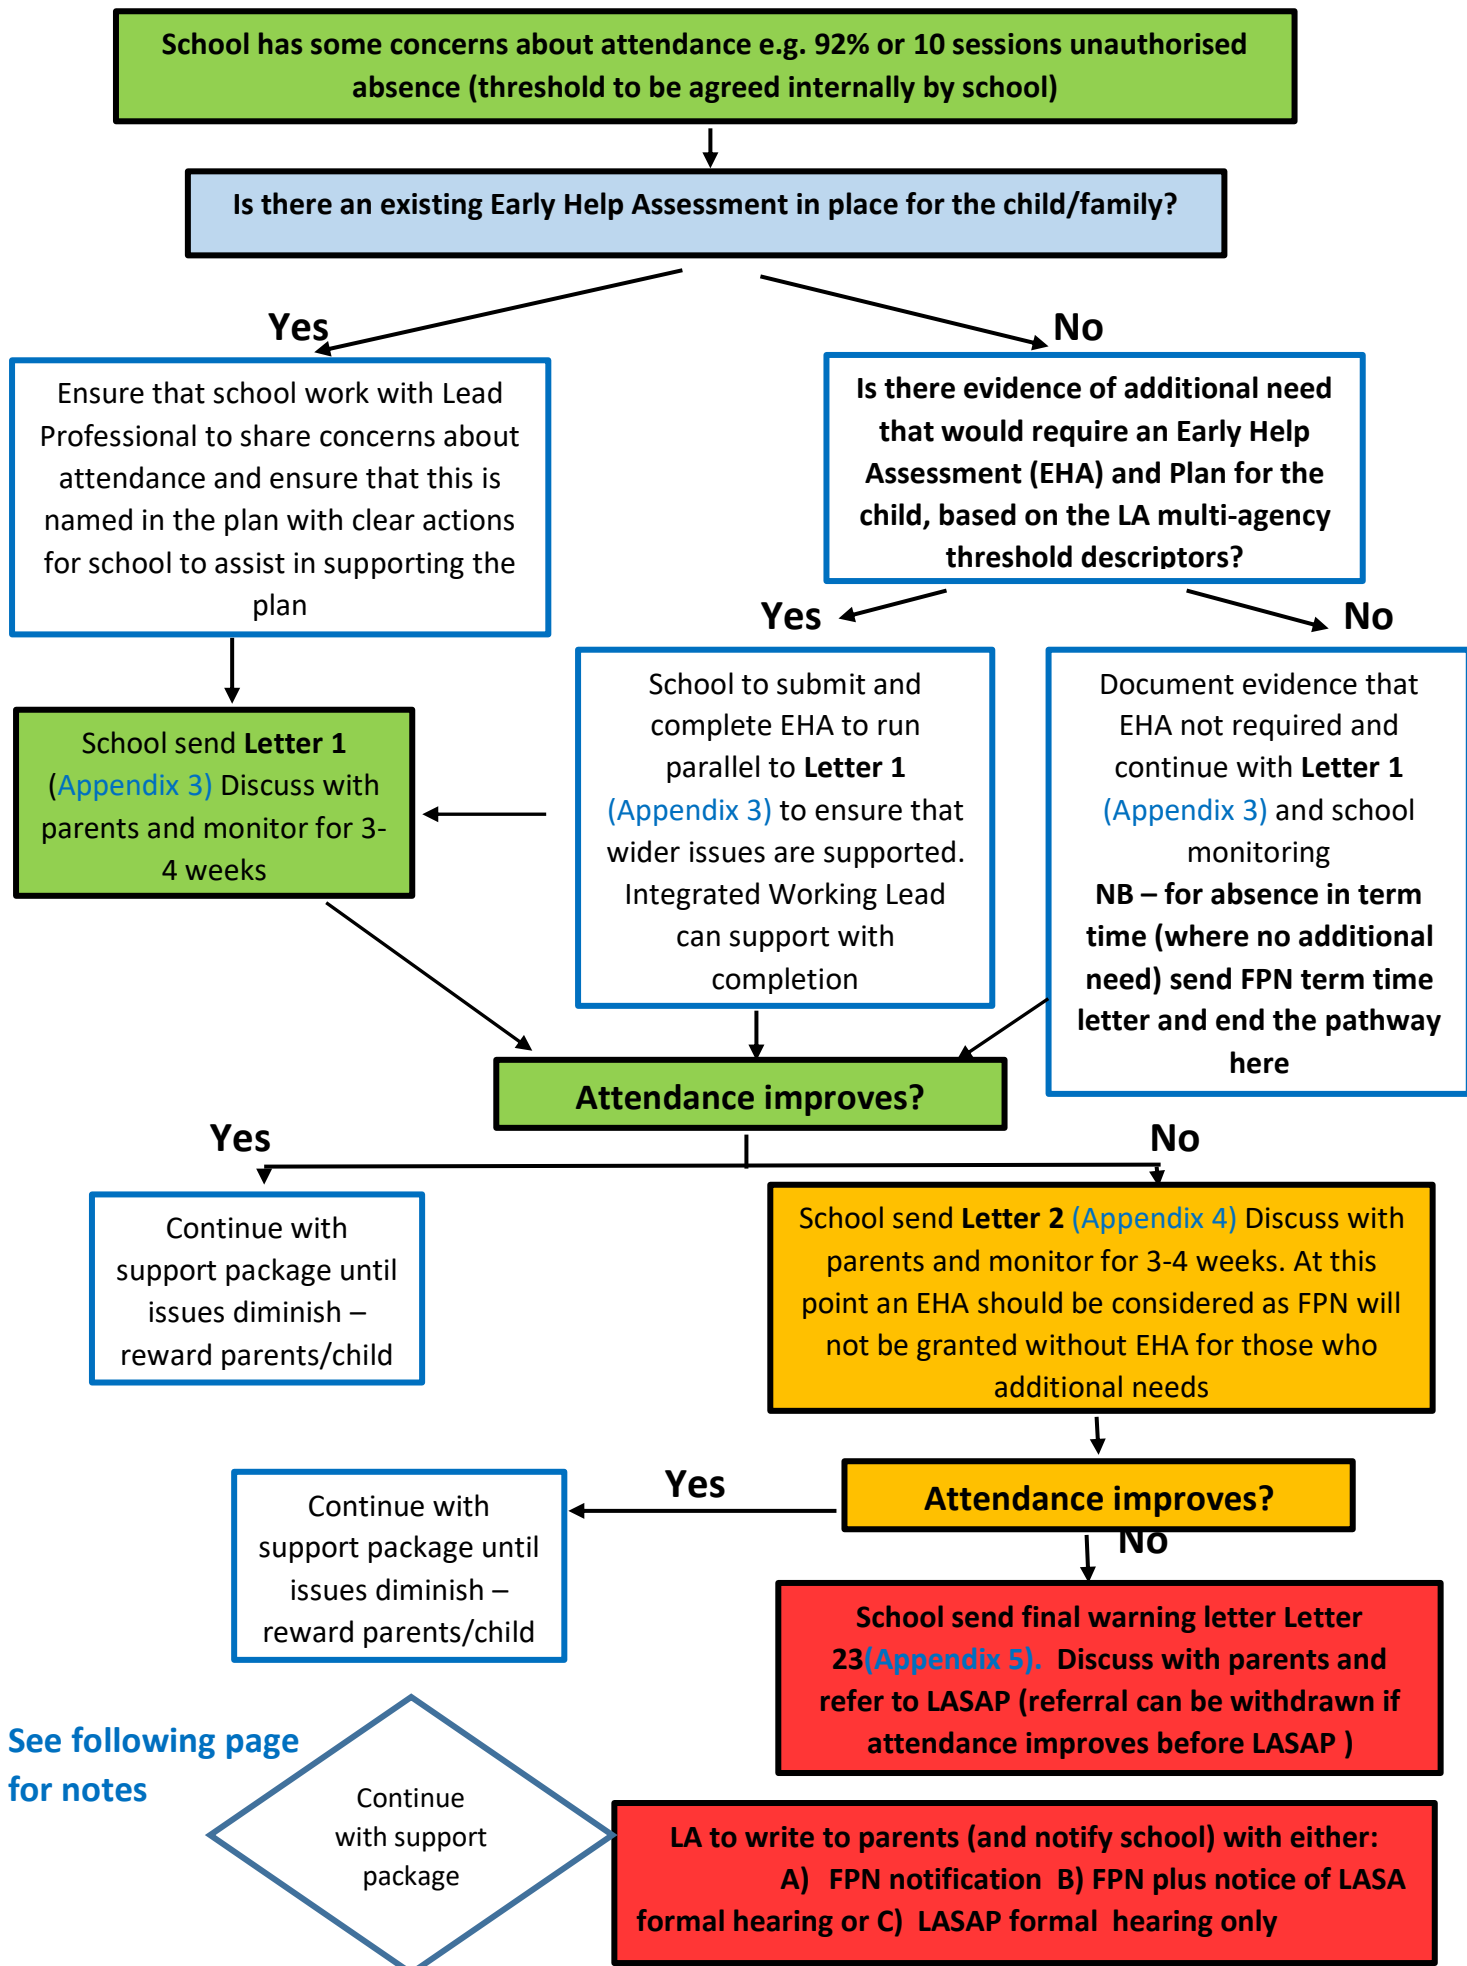 School has some concerns about attendance e.g. 92% or 10 sessions unauthorised
absence (threshold to be agreed internally by school)
Is there an existing Early Help Assessment in place for the child/family?
Yes
No
Ensure that school work with Lead
Professional to share concerns about
attendance and ensure that this is
named in the plan with clear actions
for school to assist in supporting the
plan
Is there evidence of additional need
that would require an Early Help
Assessment (EHA) and Plan for the
child, based on the LA multi-agency
threshold descriptors?
Yes
No
School send Letter 1
(Appendix 3) Discuss with
parents and monitor for 3-
4 weeks
School to submit and
complete EHA to run
parallel to Letter 1
(Appendix 3) to ensure that
wider issues are supported.
Integrated Working Lead
can support with
completion
Document evidence that
EHA not required and
continue with Letter 1
(Appendix 3) and school
monitoring
NB – for absence in term
time (where no additional
need) send FPN term time
letter and end the pathway
here
Attendance improves?
Yes
No
Continue with
support package until
issues diminish –
reward parents/child
School send Letter 2 (Appendix 4) Discuss with
parents and monitor for 3-4 weeks. At this
point an EHA should be considered as FPN will
not be granted without EHA for those who
additional needs
Attendance improves?
Yes
No
Continue with
support package until
issues diminish –
reward parents/child
School send final warning letter Letter
23(Appendix 5). Discuss with parents and
refer to LASAP (referral can be withdrawn if
attendance improves before LASAP )
See following page
for notes
Continue
with support
package
LA to write to parents (and notify school) with either:
A) FPN notification B) FPN plus notice of LASA
formal hearing or C) LASAP formal hearing only